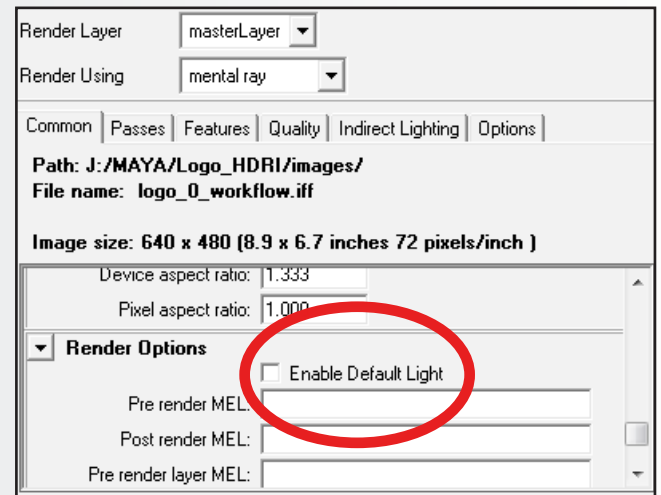 Render Layer masterLayer
Render Using mental ray
Common Passes Features Quality Indirect Lighting Options
Path: J:/MAYA/Logo_HDRI/images/
File name: logo_0_workflow.iff
Image size: 640 x 480 (8.9 x 6.7 inches 72 pixels/inch )
Device aspect ratio: 1.333
Pixel aspect ratio: 1.000
Render Options
Enable Default Light
Pre render MEL:
Post render MEL:
Pre render layer MEL: